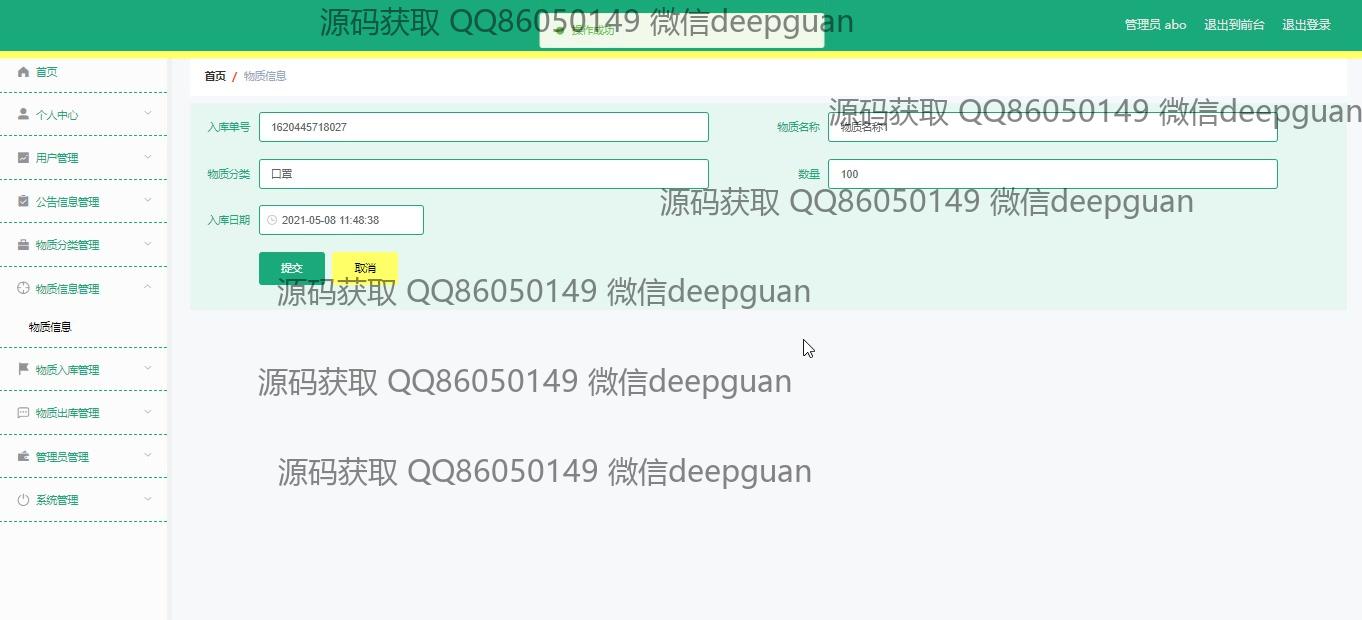 源码获取 QQ86050149 微信deepguan
操作成功
管理员 abo 退出到前台 退出登录
首页
个人中心
用户管理
公告信息管理
物质分类管理
物质信息管理
物质信息
物质入库管理
物质出库管理
管理员管理
系统管理
首页 / 物质信息
源码获取 QQ86050149 微信deepguan
入库单号 1620445718027
物质名称 物质名称1
物质分类 口罩
数量 100
源码获取 QQ86050149 微信deepguan
入库日期 2021-05-08 11:48:38
提交 取消
源码获取 QQ86050149 微信deepguan
源码获取 QQ86050149 微信deepguan
源码获取 QQ86050149 微信deepguan